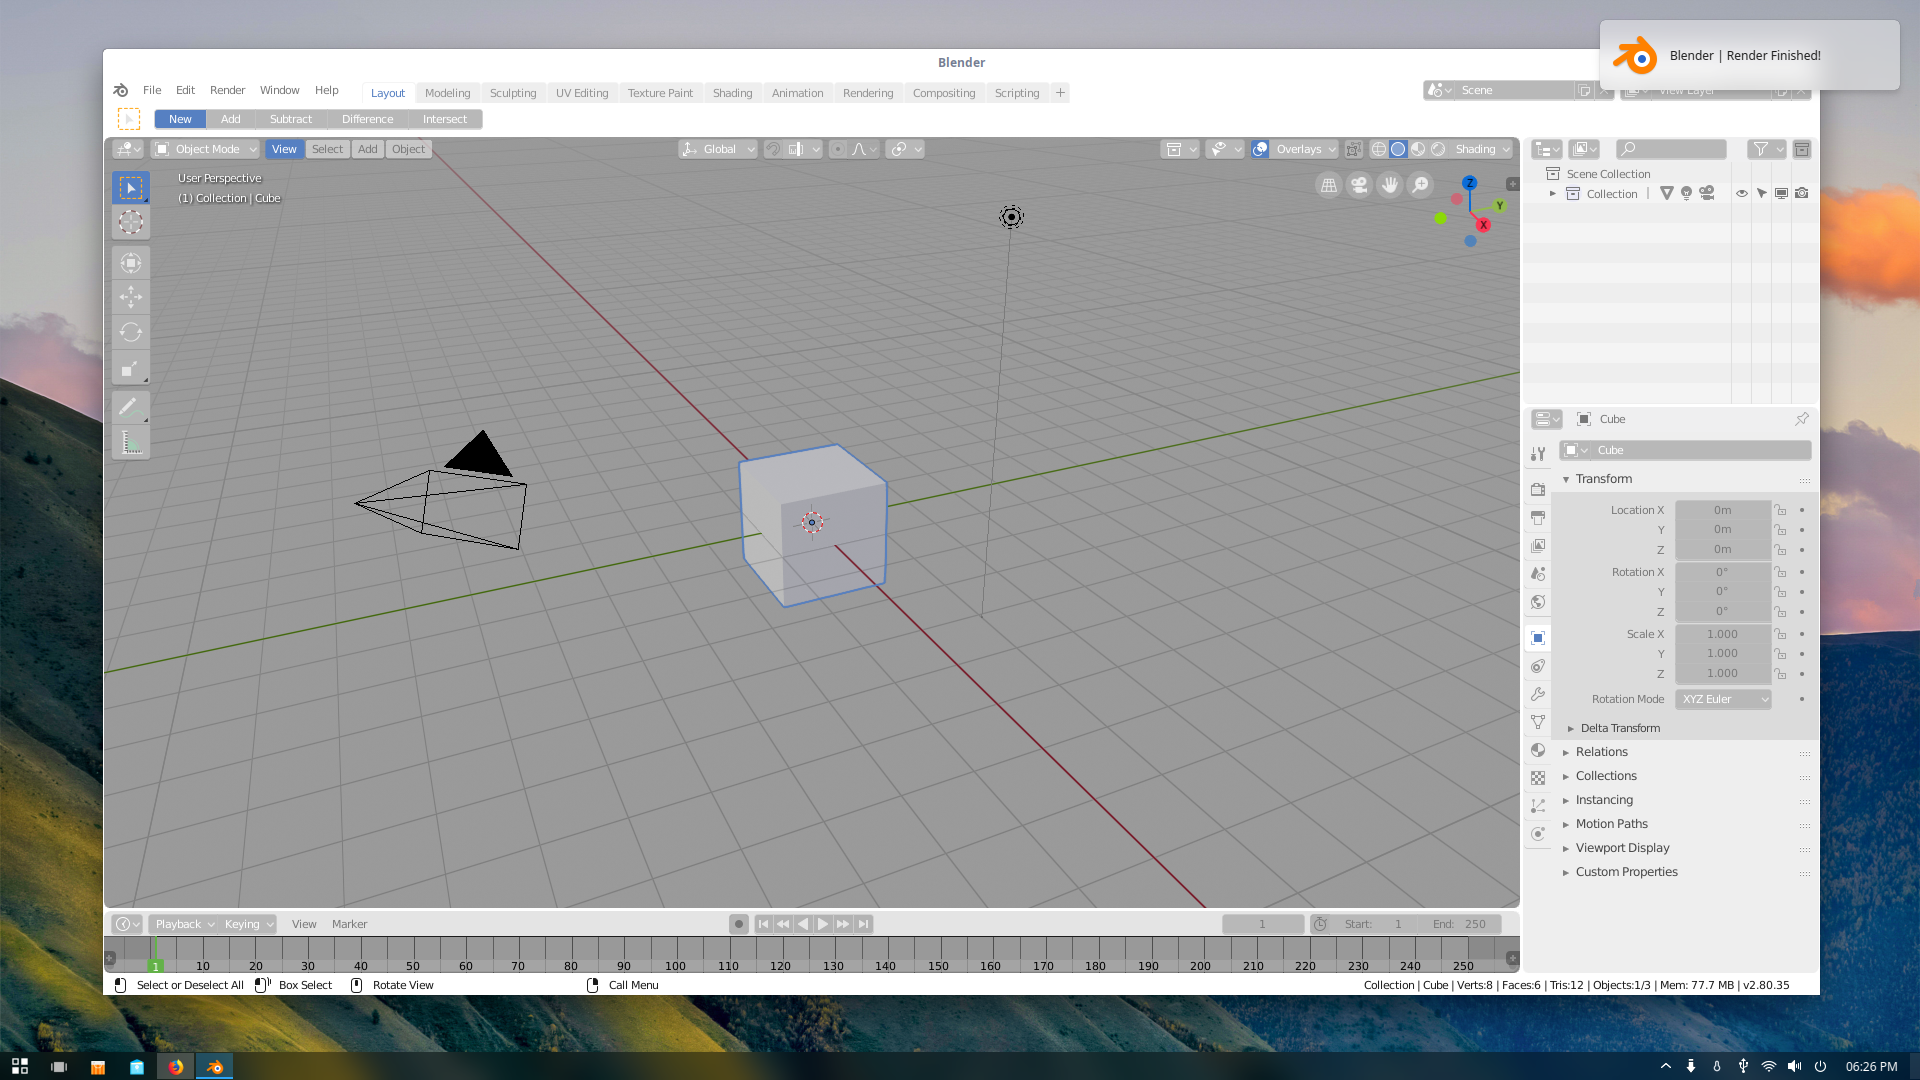 Blender | Render Finished!
Blender
File Edit Render Window Help
Layout Modeling Sculpting UV Editing Texture Paint Shading Animation Rendering Compositing Scripting +
Scene View Layer
New Add Subtract Difference Intersect
Object Mode View Select Add Object Global Overlays Shading
User Perspective
(1) Collection | Cube
Z
Y
X
Scene Collection
Collection |
Cube
Cube
Transform
Location X 0m
Y 0m
Z 0m
Rotation X 0°
Y 0°
Z 0°
Scale X 1.000
Y 1.000
Z 1.000
Rotation Mode XYZ Euler
Delta Transform
Relations
Collections
Instancing
Motion Paths
Viewport Display
Custom Properties
Playback Keying View Marker 1 Start: 1 End: 250
1 10 20 30 40 50 60 70 80 90 100 110 120 130 140 150 160 170 180 190 200 210 220 230 240 250
Select or Deselect All Box Select Rotate View Call Menu Collection | Cube | Verts:8 | Faces:6 | Tris:12 | Objects:1/3 | Mem: 77.7 MB | v2.80.35
06:26 PM